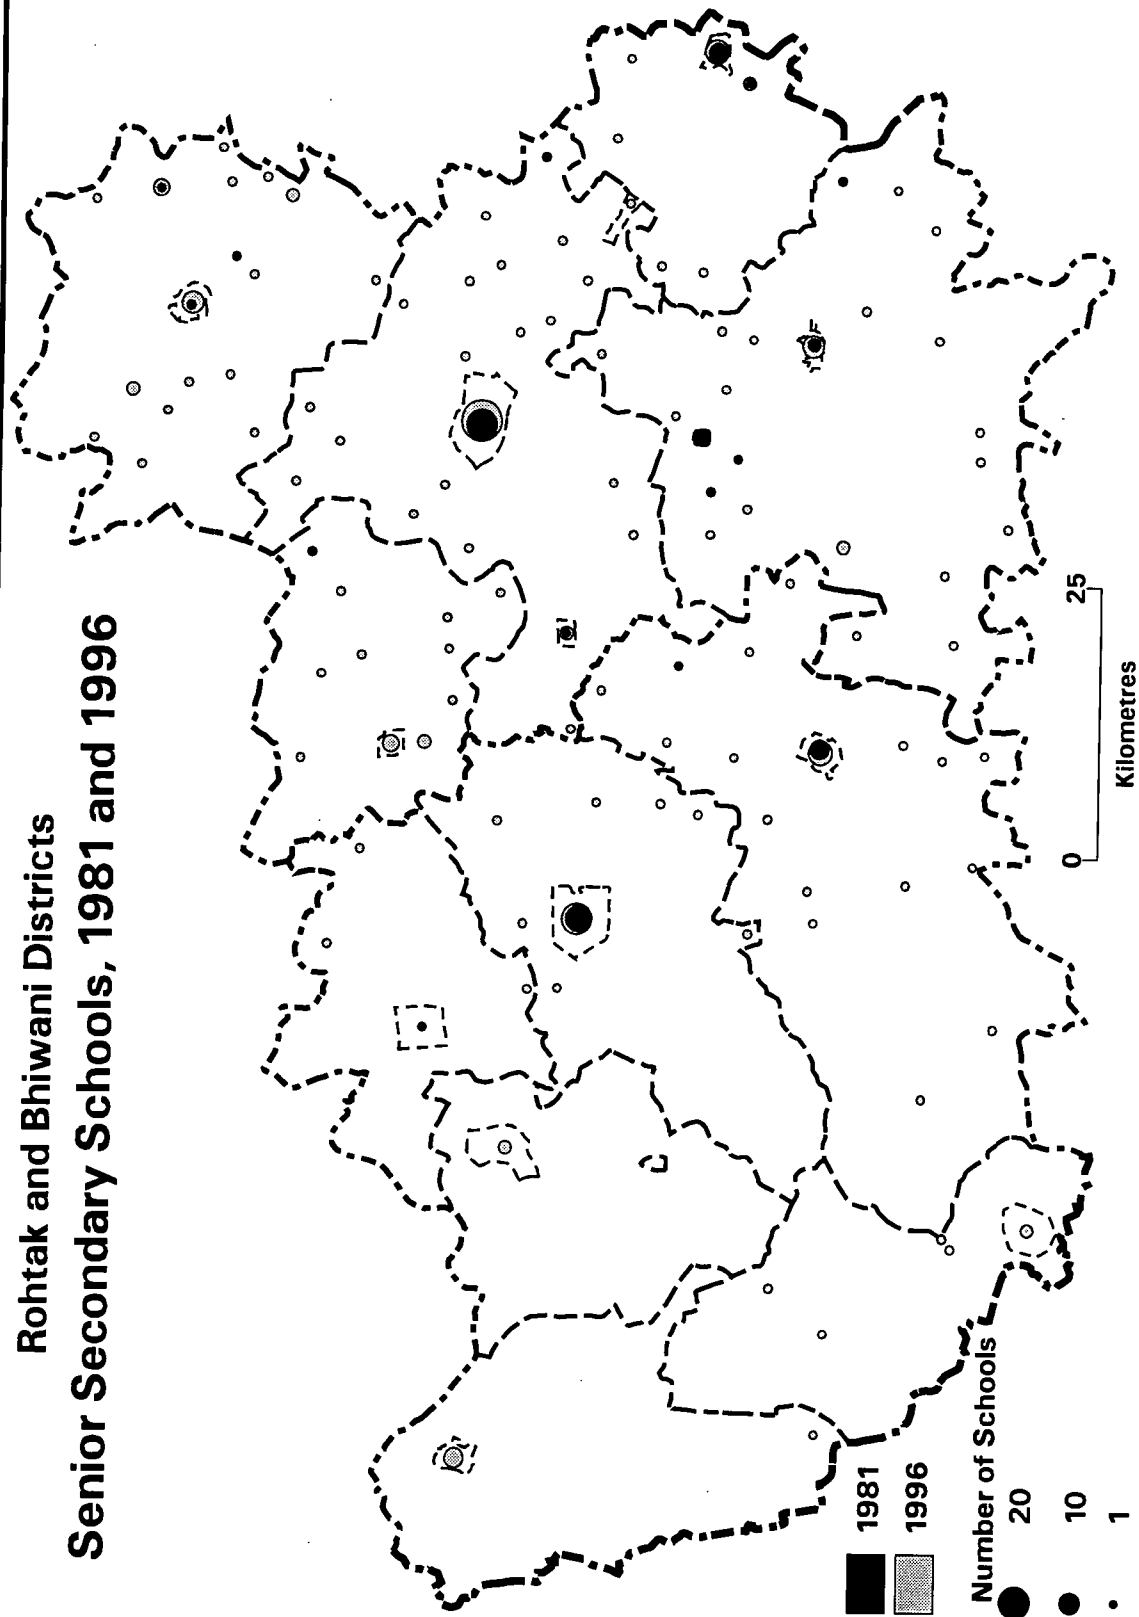 Rohtak and Bhiwani Districts
Senior Secondary Schools, 1981 and 1996
1981
1996
Number of Schools
20
10
1
0
25
Kilometres